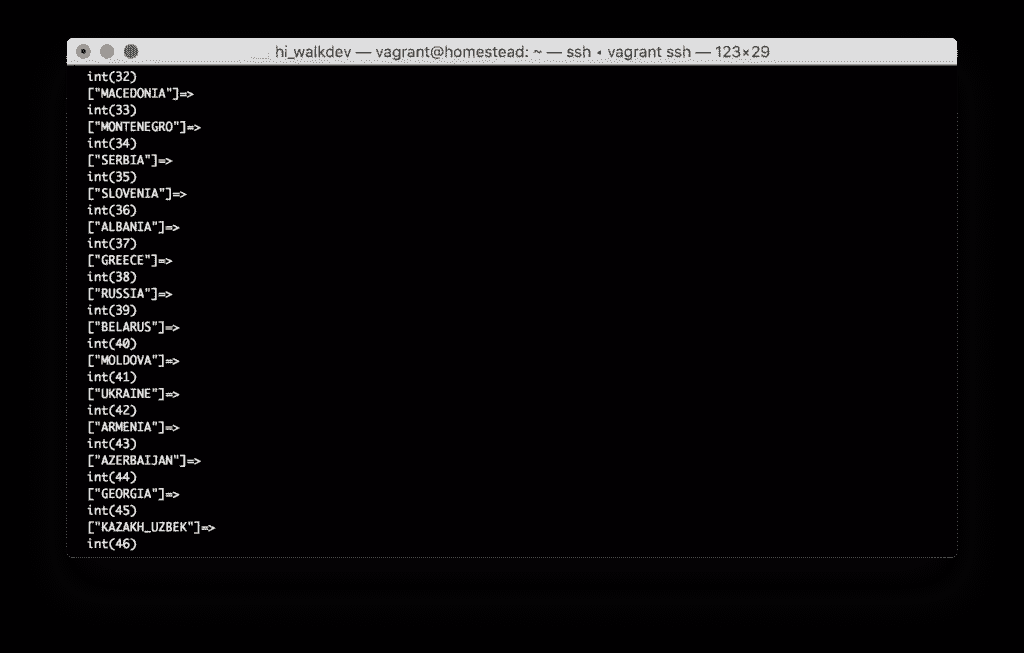 hi_walkdev — vagrant@homestead: ~ — ssh • vagrant ssh — 123×29
int(32)
["MACEDONIA"]=>
int(33)
["MONTENEGRO"]=>
int(34)
["SERBIA"]=>
int(35)
["SLOVENIA"]=>
int(36)
["ALBANIA"]=>
int(37)
["GREECE"]=>
int(38)
["RUSSIA"]=>
int(39)
["BELARUS"]=>
int(40)
["MOLDOVA"]=>
int(41)
["UKRAINE"]=>
int(42)
["ARMENIA"]=>
int(43)
["AZERBAIJAN"]=>
int(44)
["GEORGIA"]=>
int(45)
["KAZAKH_UZBEK"]=>
int(46)